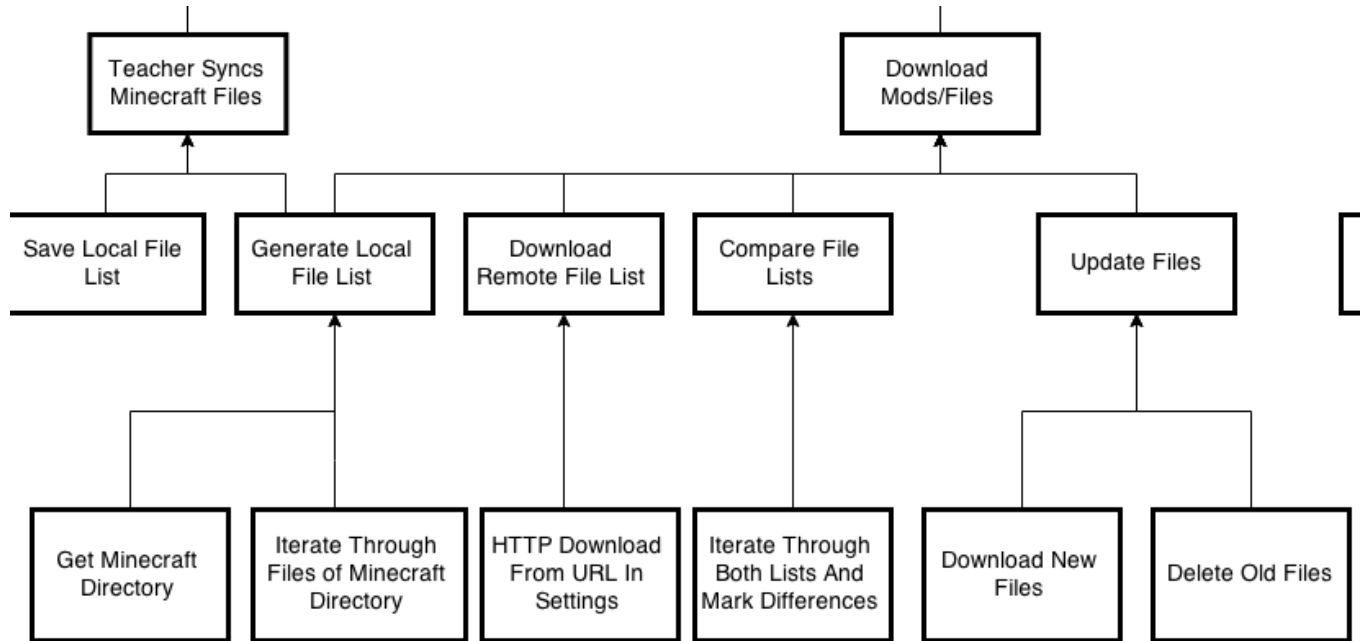 Teacher Syncs
Minecraft Files
Download
Mods/Files
Save Local File
List
Generate Local
File List
Download
Remote File List
Compare File
Lists
Update Files
Get Minecraft
Directory
Iterate Through
Files of Minecraft
Directory
HTTP Download
From URL In
Settings
Iterate Through
Both Lists And
Mark Differences
Download New
Files
Delete Old Files